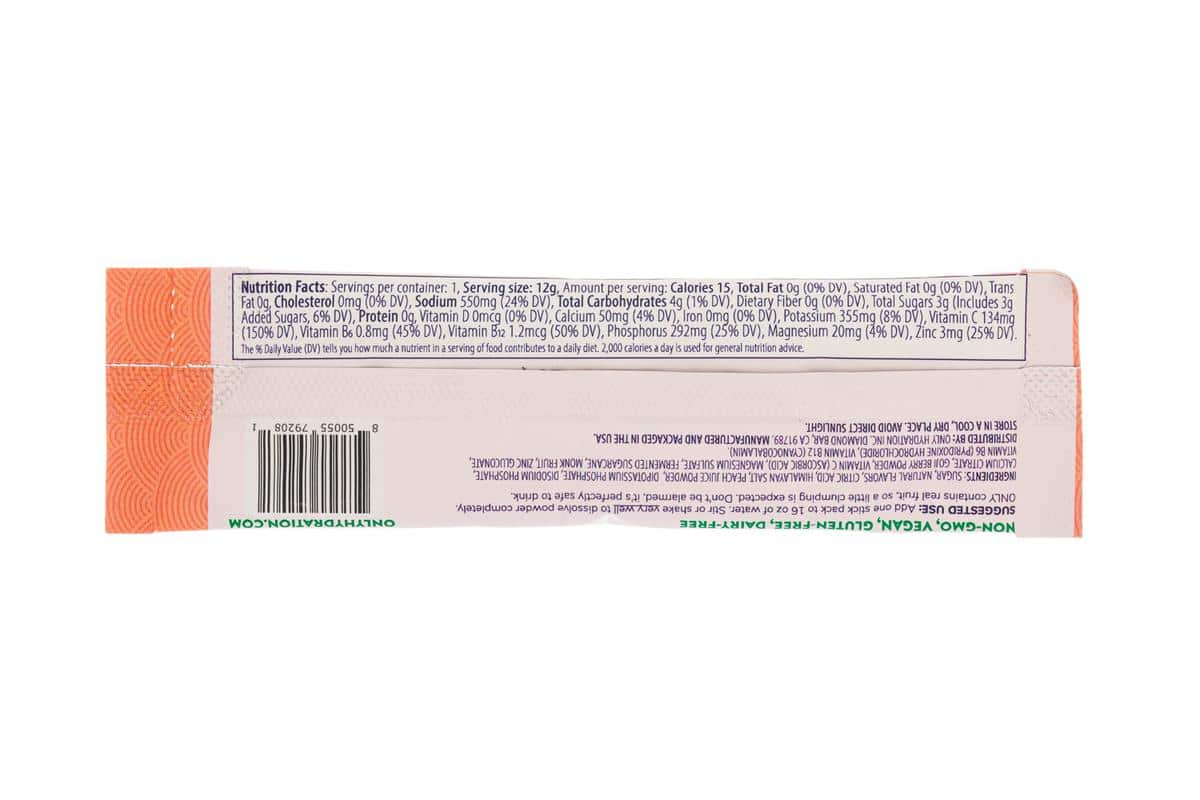 Nutrition Facts: Servings per container: 1, Serving size: 12g, Amount per serving: Calories 15, Total Fat 0g (0% DV), Saturated Fat 0g (0% DV), Trans
Fat 0g, Cholesterol 0mg (0% DV), Sodium 550mg (24% DV), Total Carbohydrates 4g (1% DV), Dietary Fiber 0g (0% DV), Total Sugars 3g (Includes 3g
Added Sugars, 6% DV), Protein 0g, Vitamin D 0mcg (0% DV), Calcium 50mg (4% DV), Iron 0mg (0% DV), Potassium 355mg (8% DV), Vitamin C 134mg
(150% DV), Vitamin B6 0.8mg (45% DV), Vitamin B12 1.2mcg (50% DV), Phosphorus 292mg (25% DV), Magnesium 20mg (4% DV), Zinc 3mg (25% DV).
The % Daily Value (DV) tells you how much a nutrient in a serving of food contributes to a daily diet. 2,000 calories a day is used for general nutrition advice.
NON-GMO, VEGAN, GLUTEN-FREE, DAIRY-FREE
SUGGESTED USE: Add one stick pack to 16 oz of water. Stir or shake very well to dissolve powder completely.
ONLY contains real fruit, so a little clumping is expected. Don't be alarmed, it's perfectly safe to drink.
INGREDIENTS: SUGAR, NATURAL FLAVORS, CITRIC ACID, HIMALAYAN SALT, PEACH JUICE POWDER, DIPOTASSIUM PHOSPHATE, DISODIUM PHOSPHATE,
CALCIUM CITRATE, GOJI BERRY POWDER, VITAMIN C (ASCORBIC ACID), MAGNESIUM SULFATE, FERMENTED SUGARCANE, MONK FRUIT, ZINC GLUCONATE,
VITAMIN B6 (PYRIDOXINE HYDROCHLORIDE), VITAMIN B12 (CYANOCOBALAMIN).
DISTRIBUTED BY: ONLY HYDRATION INC. DIAMOND BAR, CA 91789. MANUFACTURED AND PACKAGED IN THE USA.
STORE IN A COOL, DRY PLACE. AVOID DIRECT SUNLIGHT.
ONLYHYDRATION.COM
8 50055 79208 1